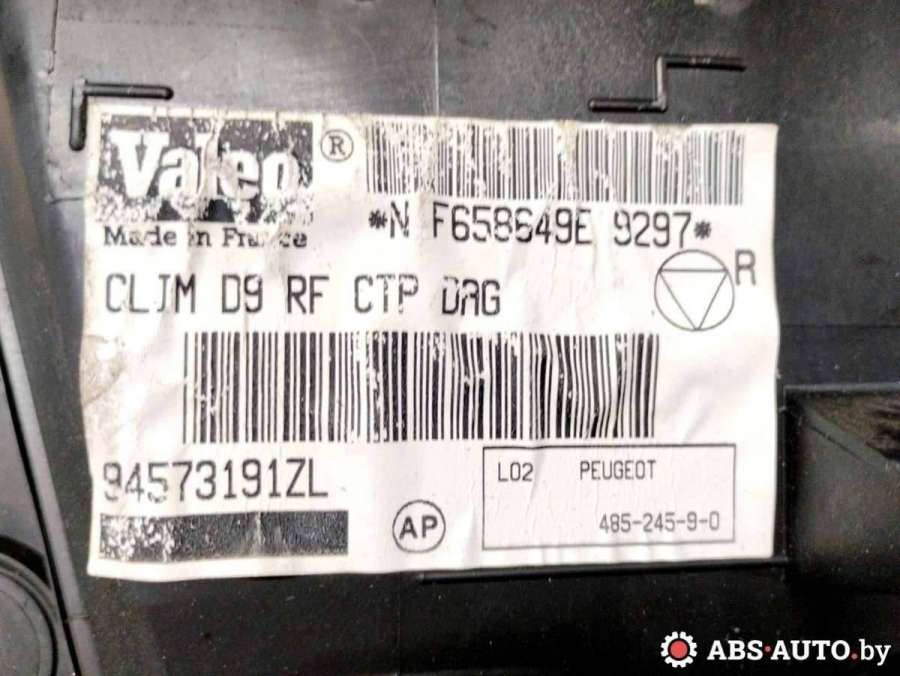 Valeo ®
*N F658649E 9297*
Made in France
R
CLIM D9 RF CTP DAG
94573191ZL
L02 PEUGEOT
AP
485-245-9-0
ABS-AUTO.by